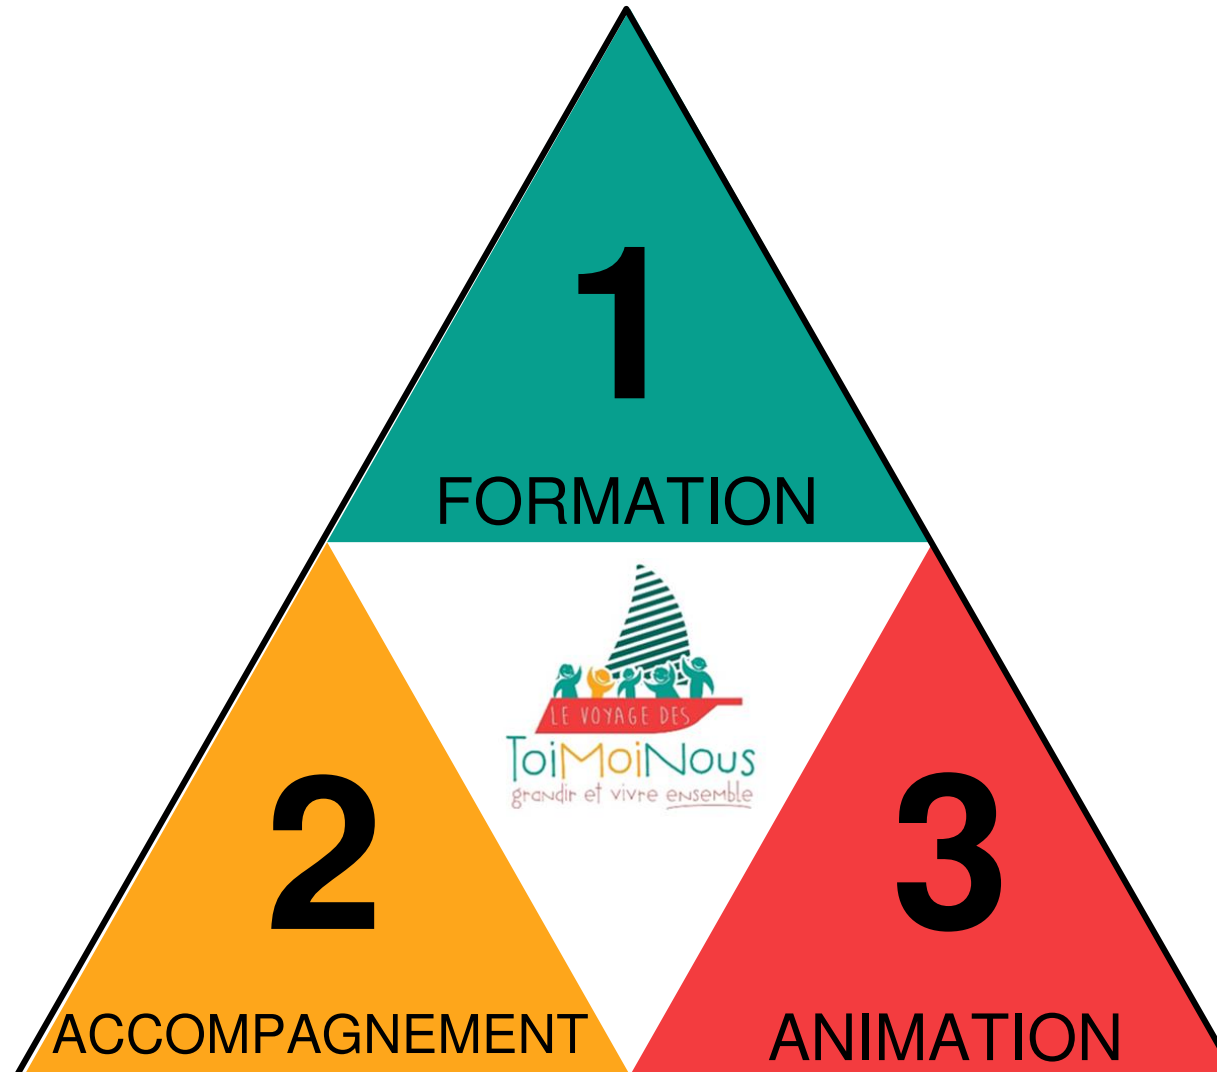 1
FORMATION
LE VOYAGE DES
ToiMoiNous
grandir et vivre ensemble
2
ACCOMPAGNEMENT
3
ANIMATION